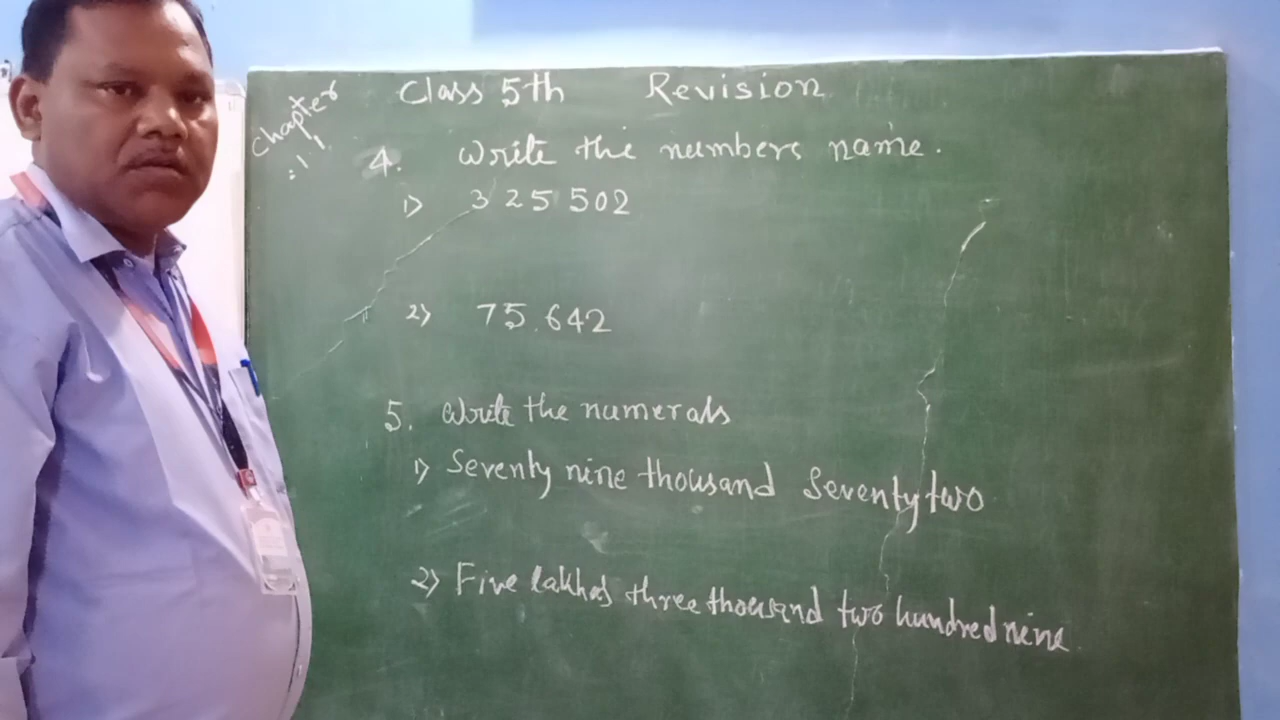 Class 5th Revision
Chapter
:11
4. Write the numbers name.
1) 3 25 502
2) 75.642
5. Write the numerals
1) Seventy nine thousand Seventy two
2) Five lakhs three thousand two hundred nine